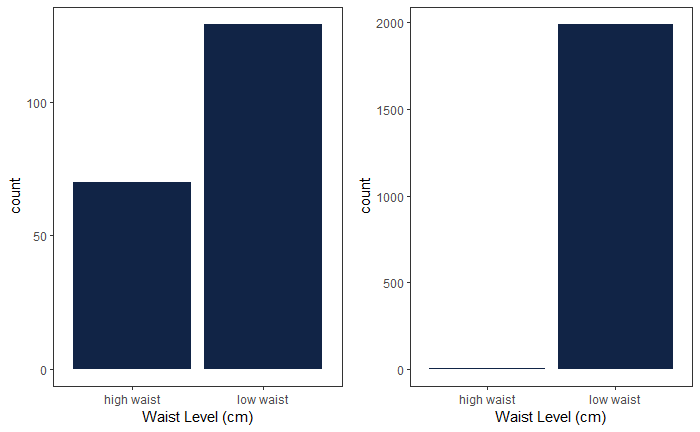 count
100
50
0
high waist
low waist
Waist Level (cm)
count
2000
1500
1000
500
0
high waist
low waist
Waist Level (cm)